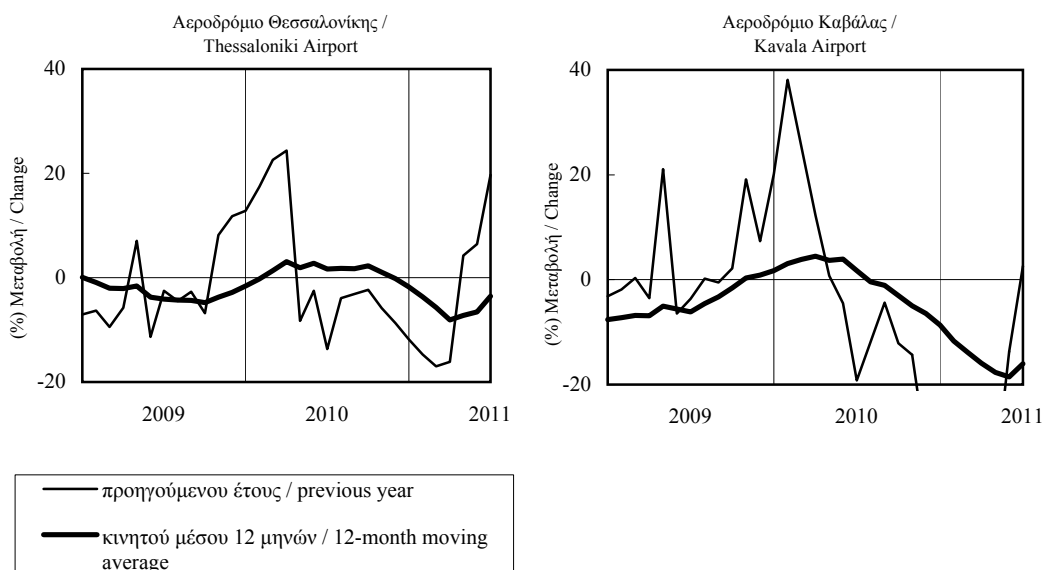 Αεροδρόμιο Θεσσαλονίκης /
Thessaloniki Airport
(%) Μεταβολή / Change
40
20
0
-20
2009
2010
2011
Αεροδρόμιο Καβάλας /
Kavala Airport
(%) Μεταβολή / Change
40
20
0
-20
2009
2010
2011
προηγούμενου έτους / previous year
κινητού μέσου 12 μηνών / 12-month moving
average